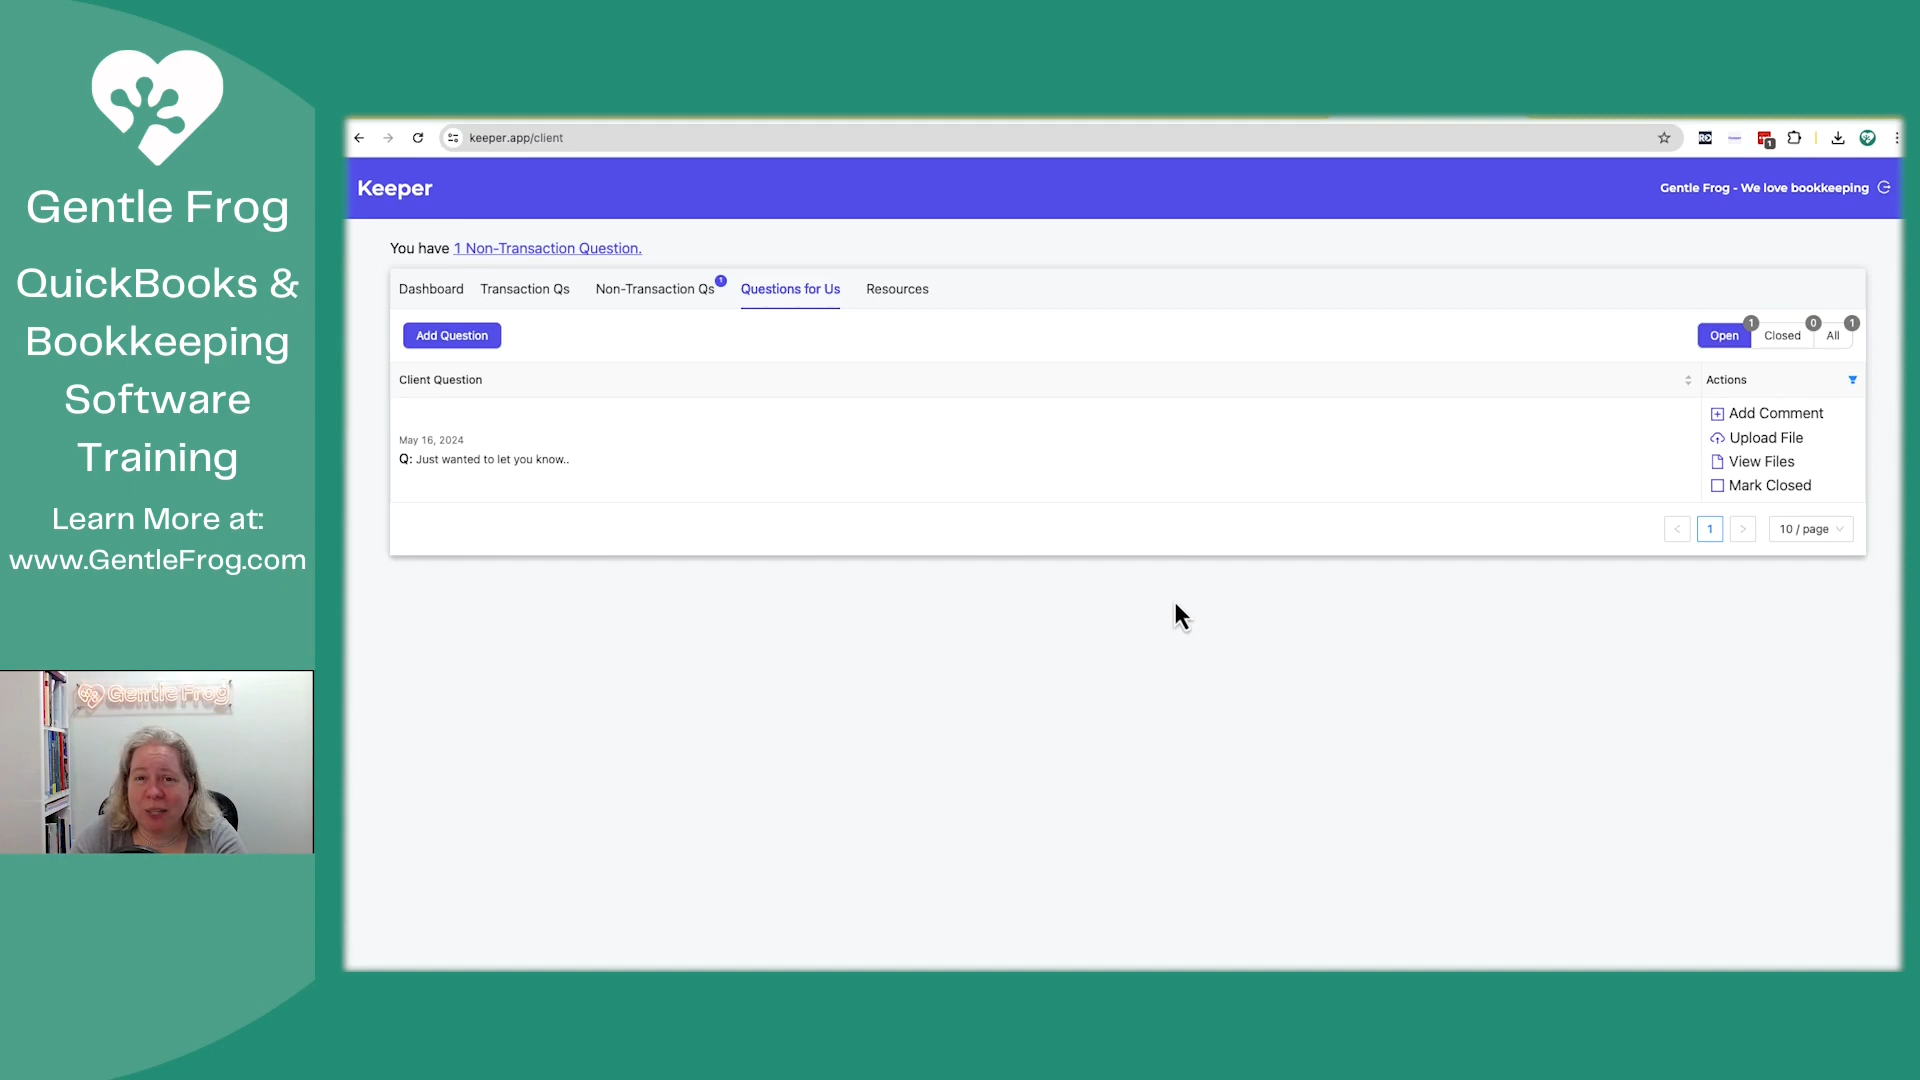 Gentle Frog
QuickBooks &
Bookkeeping
Software
Training
Learn More at:
www.GentleFrog.com
Gentle Frog
keeper.app/client
1
Keeper
Gentle Frog - We love bookkeeping
You have 1 Non-Transaction Question.
Dashboard
Transaction Qs
Non-Transaction Qs
1
Questions for Us
Resources
Add Question
Open
1
Closed
0
All
1
Client Question
Actions
May 16, 2024
Q: Just wanted to let you know..
Add Comment
Upload File
View Files
Mark Closed
<
1
>
10 / page